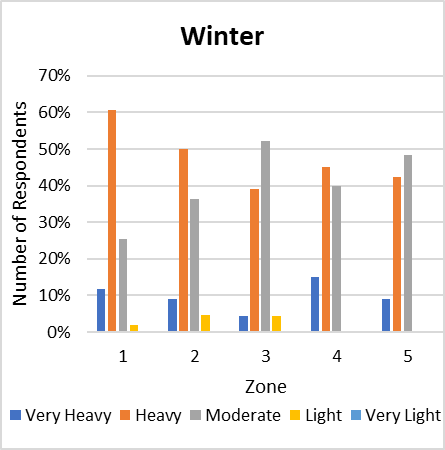 Winter
70%
60%
50%
40%
30%
20%
10%
0%
Number of Respondents
1 2 3 4 5
Zone
Very Heavy Heavy Moderate Light Very Light